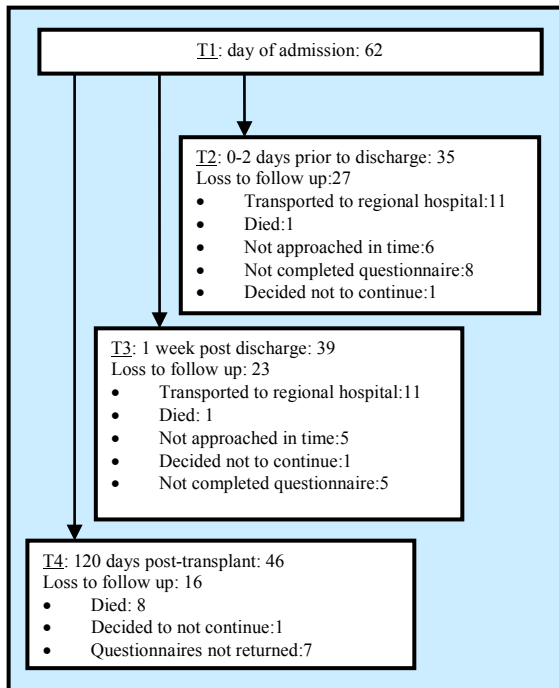 T1: day of admission: 62
T2: 0-2 days prior to discharge: 35
Loss to follow up:27
• Transported to regional hospital:11
• Died:1
• Not approached in time:6
• Not completed questionnaire:8
• Decided not to continue:1
T3: 1 week post discharge: 39
Loss to follow up: 23
• Transported to regional hospital:11
• Died: 1
• Not approached in time:5
• Decided not to continue:1
• Not completed questionnaire:5
T4: 120 days post-transplant: 46
Loss to follow up: 16
• Died: 8
• Decided to not continue:1
• Questionnaires not returned:7